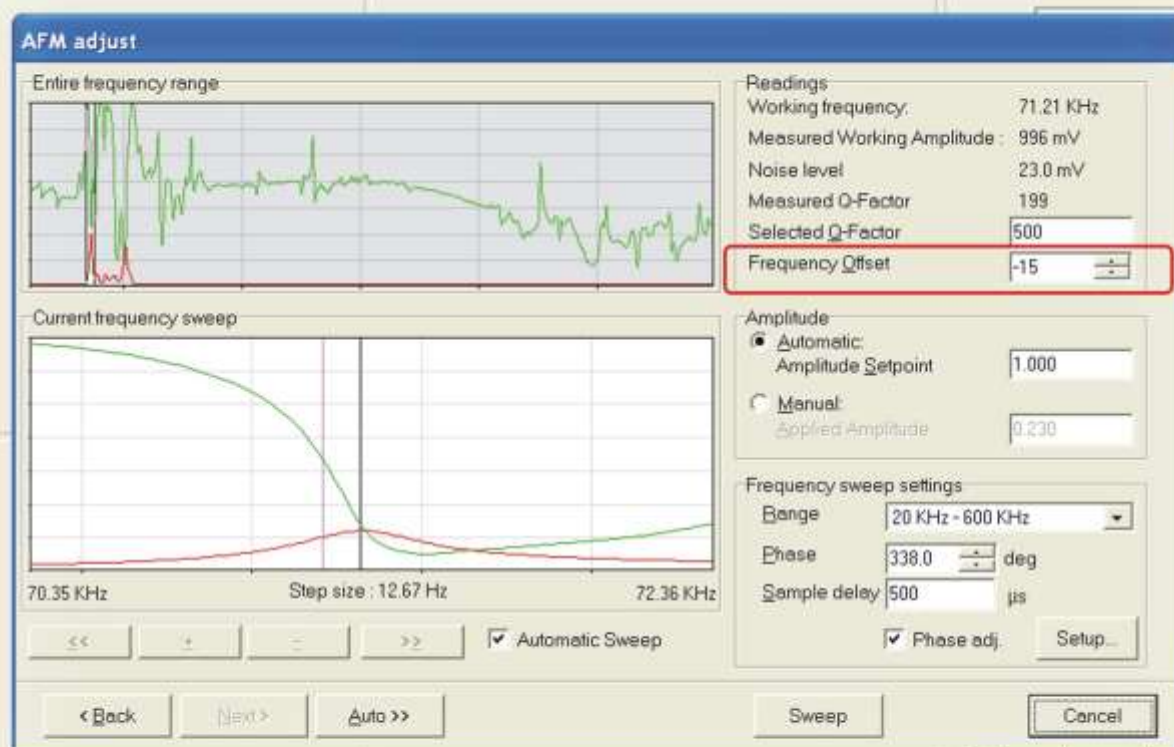 AFM adjust
Entire frequency range
Current frequency sweep
70.35 KHz Step size : 12.67 Hz 72.36 KHz
<< + - >> Automatic Sweep
Readings
Working frequency: 71.21 KHz
Measured Working Amplitude : 996 mV
Noise level 23.0 mV
Measured Q-Factor 199
Selected Q-Factor 500
Frequency Offset -15
Amplitude
Automatic:
Amplitude Setpoint 1.000
Manual:
Applied Amplitude 0.230
Frequency sweep settings
Range 20 KHz - 600 KHz
Phase 338.0 deg
Sample delay 500 µs
Phase adj. Setup...
< Back Next > Auto >> Sweep Cancel